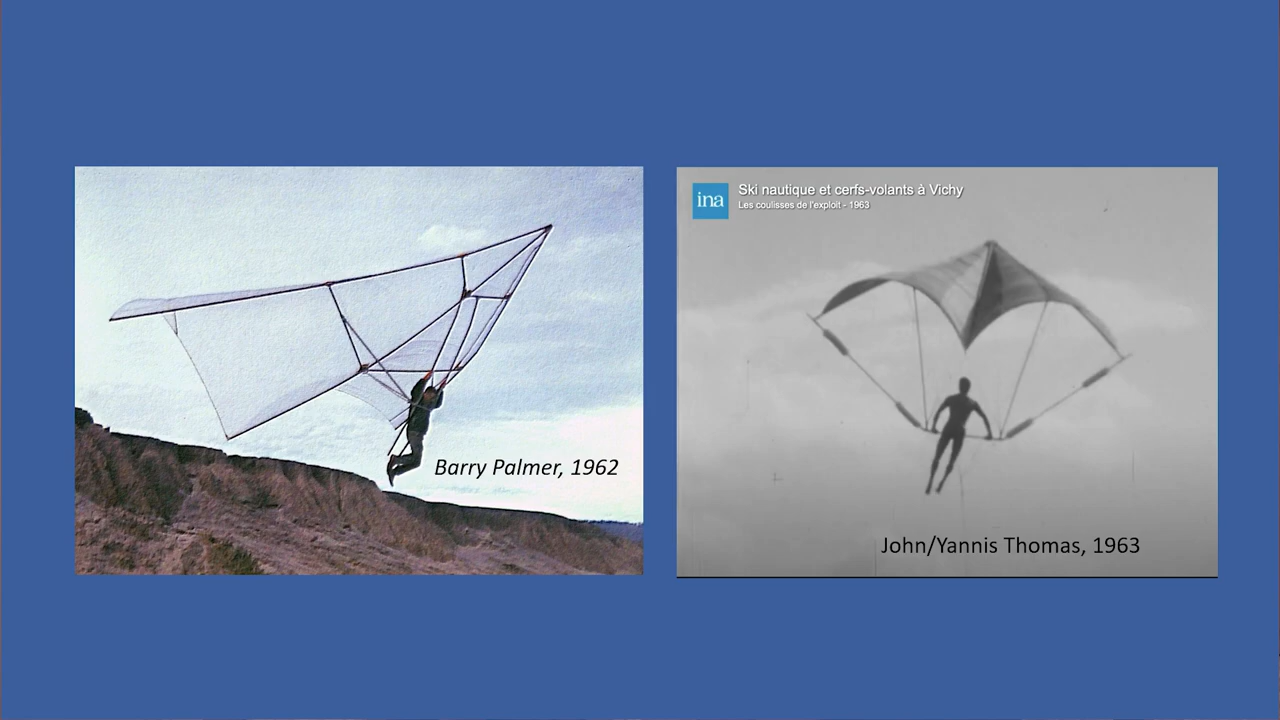 Barry Palmer, 1962
ina
Ski nautique et cerfs-volants à Vichy
Les coulisses de l'exploit - 1963
John/Yannis Thomas, 1963